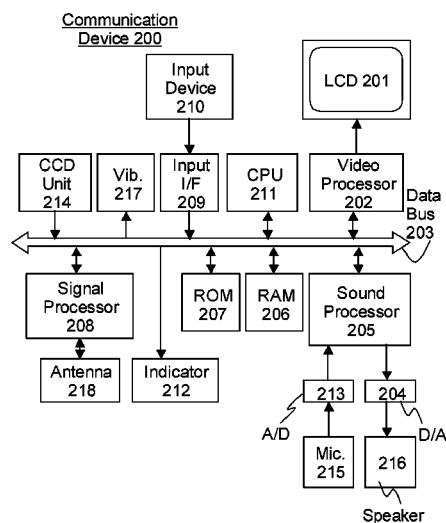 Communication
Device 200
Input
Device
210
LCD 201
CCD
Unit
214
Vib.
217
Input
I/F
209
CPU
211
Video
Processor
202
Data
Bus
203
Signal
Processor
208
ROM
207
RAM
206
Sound
Processor
205
Antenna
218
Indicator
212
213
204
A/D
D/A
Mic.
215
216
Speaker